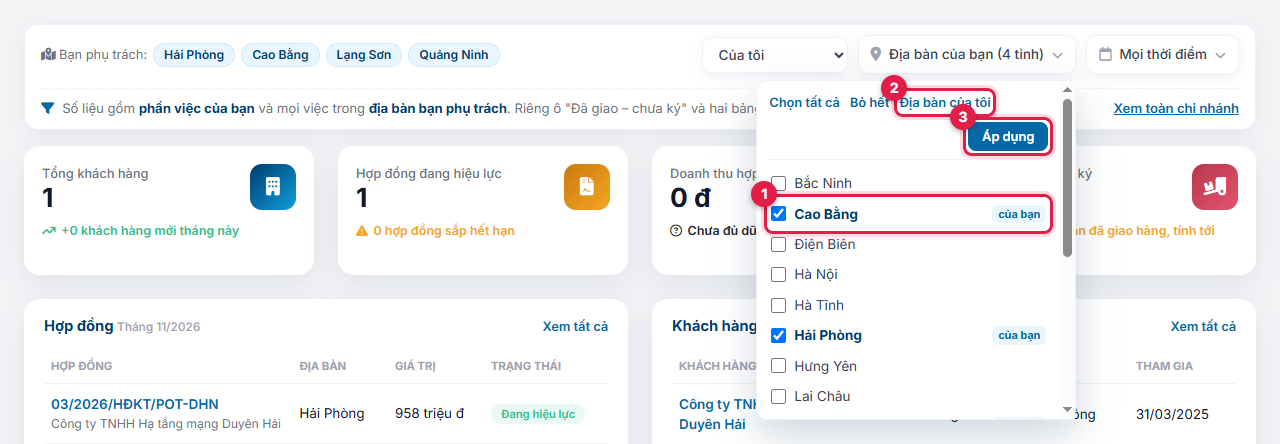 Bạn phụ trách: Hải Phòng Cao Bằng Lạng Sơn Quảng Ninh
Của tôi
Địa bàn của bạn (4 tỉnh)
Mọi thời điểm
Số liệu gồm phần việc của bạn và mọi việc trong địa bàn bạn phụ trách. Riêng ô "Đã giao – chưa ký" và hai bảng
Xem toàn chi nhánh
Chọn tất cả Bỏ hết Địa bàn của tôi
2
3
Áp dụng
Bắc Ninh
1
Cao Bằng của bạn
Điện Biên
Hà Nội
Hà Tĩnh
Hải Phòng của bạn
Hưng Yên
Lai Châu
Tổng khách hàng
1
+0 khách hàng mới tháng này
Hợp đồng đang hiệu lực
1
0 hợp đồng sắp hết hạn
Doanh thu hợp
0 đ
Chưa đủ dữ
ký
đã giao hàng, tính tới
Hợp đồng Tháng 11/2026
Xem tất cả
HỢP ĐỒNG ĐỊA BÀN GIÁ TRỊ TRẠNG THÁI
03/2026/HĐKT/POT-DHN
Công ty TNHH Hạ tầng mạng Duyên Hải
Hải Phòng 958 triệu đ Đang hiệu lực
Khách hàng
Xem tất cả
KHÁCH HÀNG THAM GIA
Công ty TNH
Duyên Hải
31/03/2025